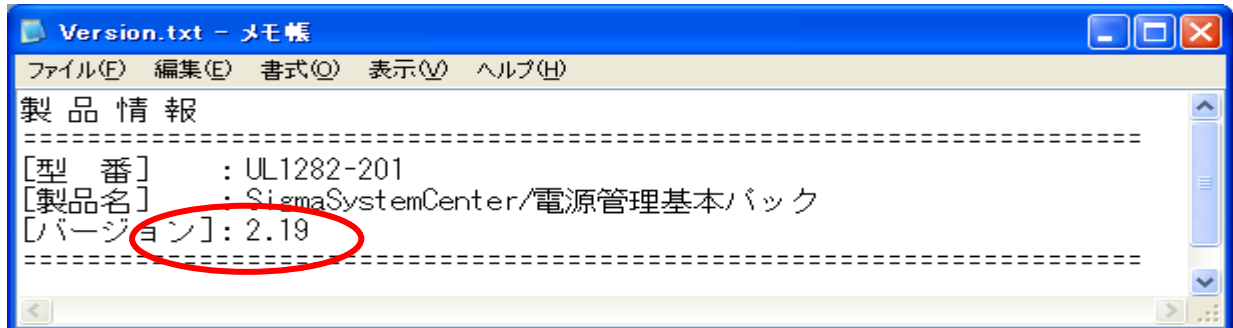 Version.txt - メモ帳
ファイル(F) 編集(E) 書式(O) 表示(V) ヘルプ(H)
製 品 情 報
======================================================================
[型　番]　　: UL1282-201
[製品名]　　: SigmaSystemCenter/電源管理基本パック
[バージョン]: 2.19
======================================================================